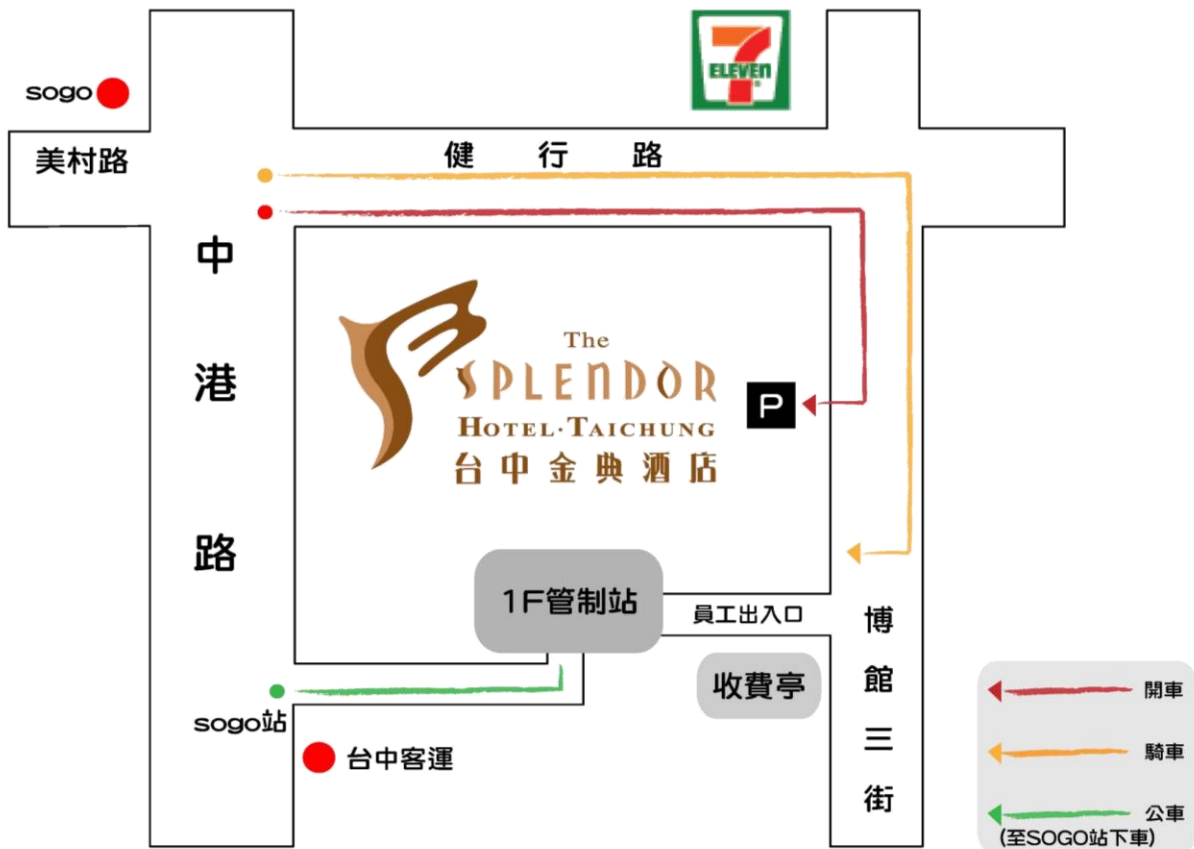 7
ELEVEn
sogo
美村路
健行路
中港路
The
SPLENDOR
HOTEL·TAICHUNG
台中金典酒店
P
1F管制站
員工出入口
博館三街
收費亭
sogo站
台中客運
開車
騎車
公車
(至SOGO站下車)